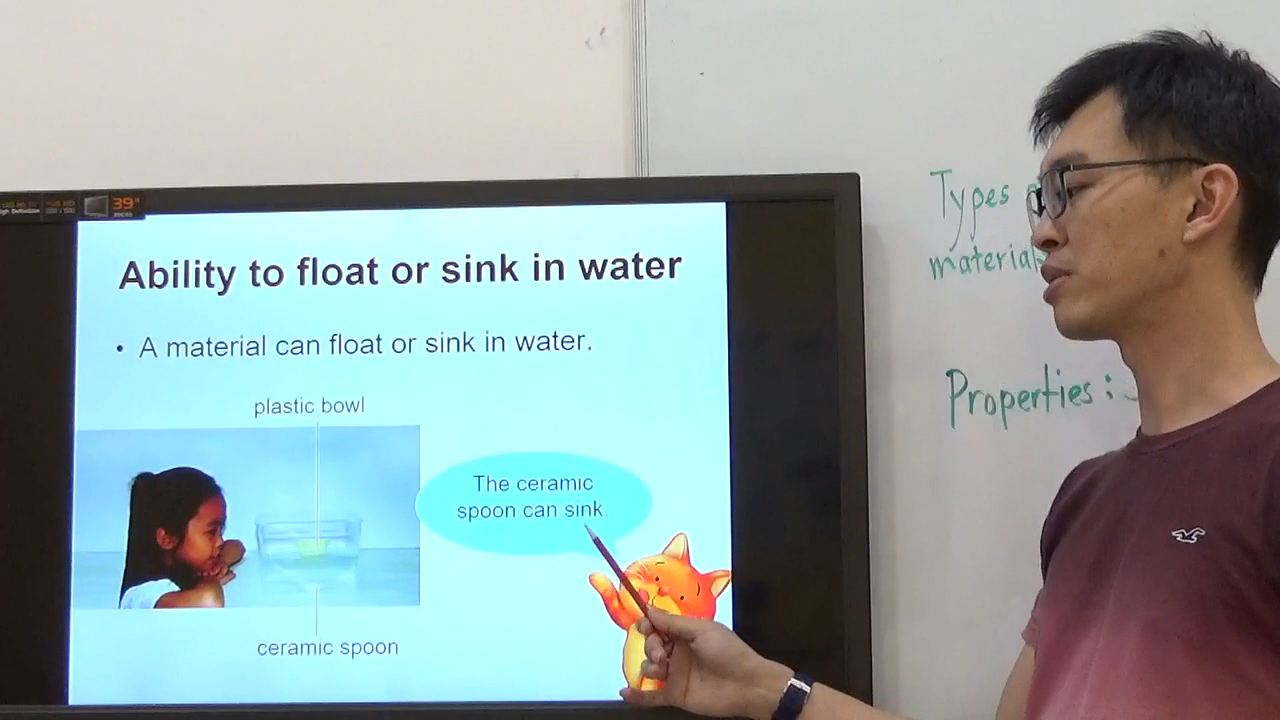 39"
Ability to float or sink in water
• A material can float or sink in water.
plastic bowl
The ceramic
spoon can sink.
ceramic spoon
Types
materials
Properties: